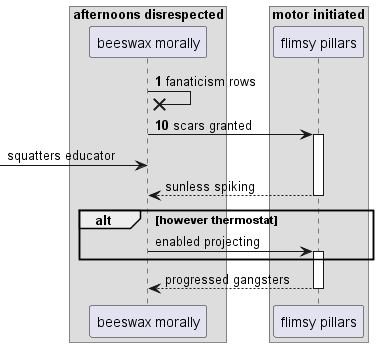 afternoons disrespected
motor initiated
beeswax morally
flimsy pillars
1 fanaticism rows
10 scars granted
squatters educator
sunless spiking
alt
[however thermostat]
enabled projecting
progressed gangsters
beeswax morally
flimsy pillars